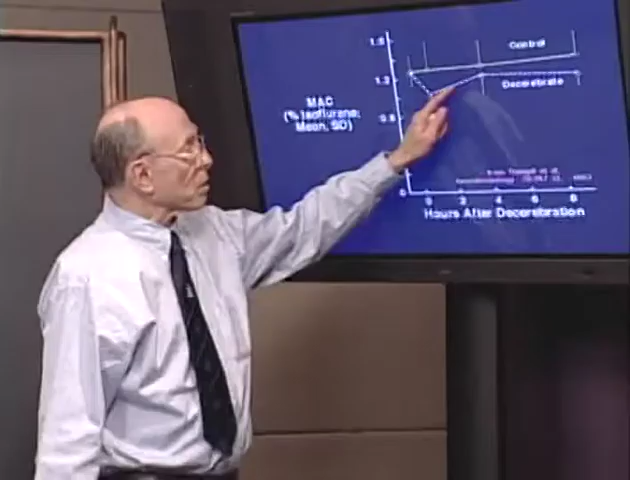 1.6
Control
1.2
Decerebrate
MAC
(% Isoflurane;
Mean, SD)
0.8
0
0 2 4 6 8
Hours After Decerebration